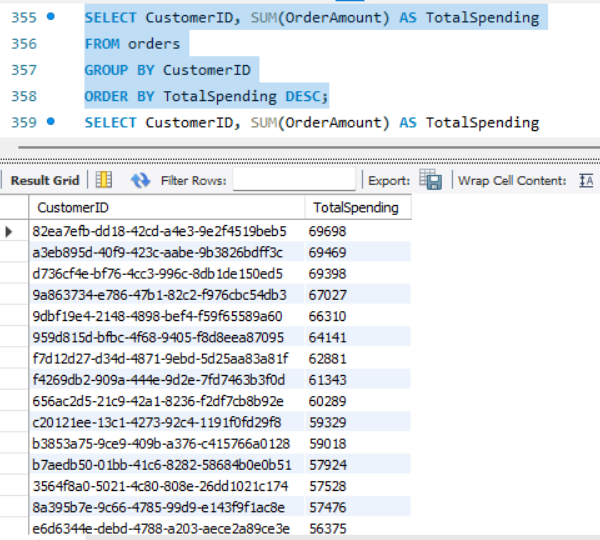 355 SELECT CustomerID, SUM(OrderAmount) AS TotalSpending
356 FROM orders
357 GROUP BY CustomerID
358 ORDER BY TotalSpending DESC;
359 SELECT CustomerID, SUM(OrderAmount) AS TotalSpending
Result Grid Filter Rows: Export: Wrap Cell Content: IA
CustomerID TotalSpending
82ea7efb-dd18-42cd-a4e3-9e2f4519beb5 69698
a3eb895d-40f9-423c-aabe-9b3826bdff3c 69469
d736cf4e-bf76-4cc3-996c-8db1de150ed5 69398
9a863734-e786-47b1-82c2-f976cbc54db3 67027
9dbf19e4-2148-4898-bef4-f59f65589a60 66310
959d815d-bfbc-4f68-9405-f8d8eea87095 64141
f7d12d27-d34d-4871-9ebd-5d25aa83a81f 62881
f4269db2-909a-444e-9d2e-7fd7463b3f0d 61343
656ac2d5-21c9-42a1-8236-f2df7cb8b92e 60289
c20121ee-13c1-4273-92c4-1191f0fd29f8 59329
b3853a75-9ce9-409b-a376-c415766a0128 59018
b7aedb50-01bb-41c6-8282-58684b0e0b51 57924
3564f8a0-5021-4c80-808e-26dd1021c174 57528
8a395b7e-9c66-4785-99d9-e143f9f1ac8e 57476
e6d6344e-debd-4788-a203-aece2a89ce3e 56375